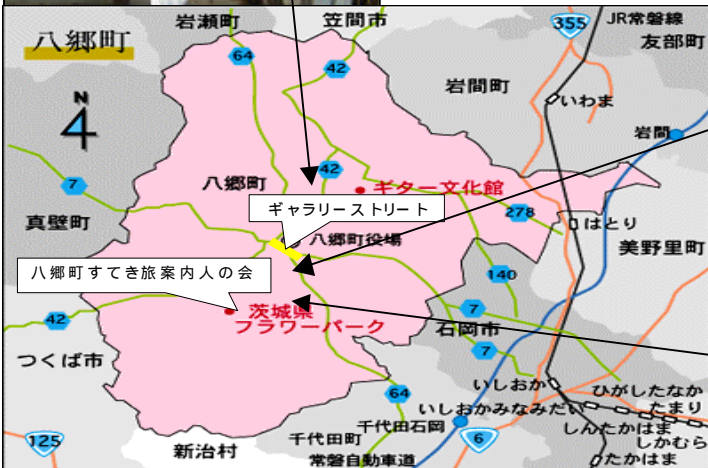 岩瀬町
笠間市
355
JR常磐線
八郷町
友部町
64
42
岩間町
いわま
N
岩間
42
7
八郷町
ギター文化館
ギャラリーストリート
278
真壁町
はとり
八郷町役場
美野里町
八郷町すてき旅案内人の会
140
茨城県
フラワーパーク
7
42
石岡市
7
つくば市
いしおか
ひがしたなか
64
いしおかみなみだい
たまり
千代田石岡
しんたかはま
125
千代田町
6
しかむら
新治村
常磐自動車道
たかはま